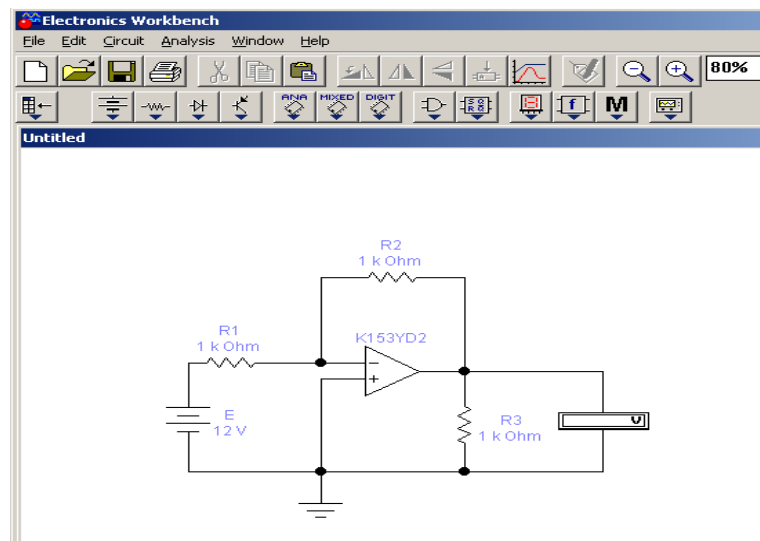 Electronics Workbench
File Edit Circuit Analysis Window Help
80%
ANA MIXED DIGIT
M
Untitled
R2
1 k Ohm
R1
1 k Ohm
K153YD2
E
12 V
R3
1 k Ohm
V